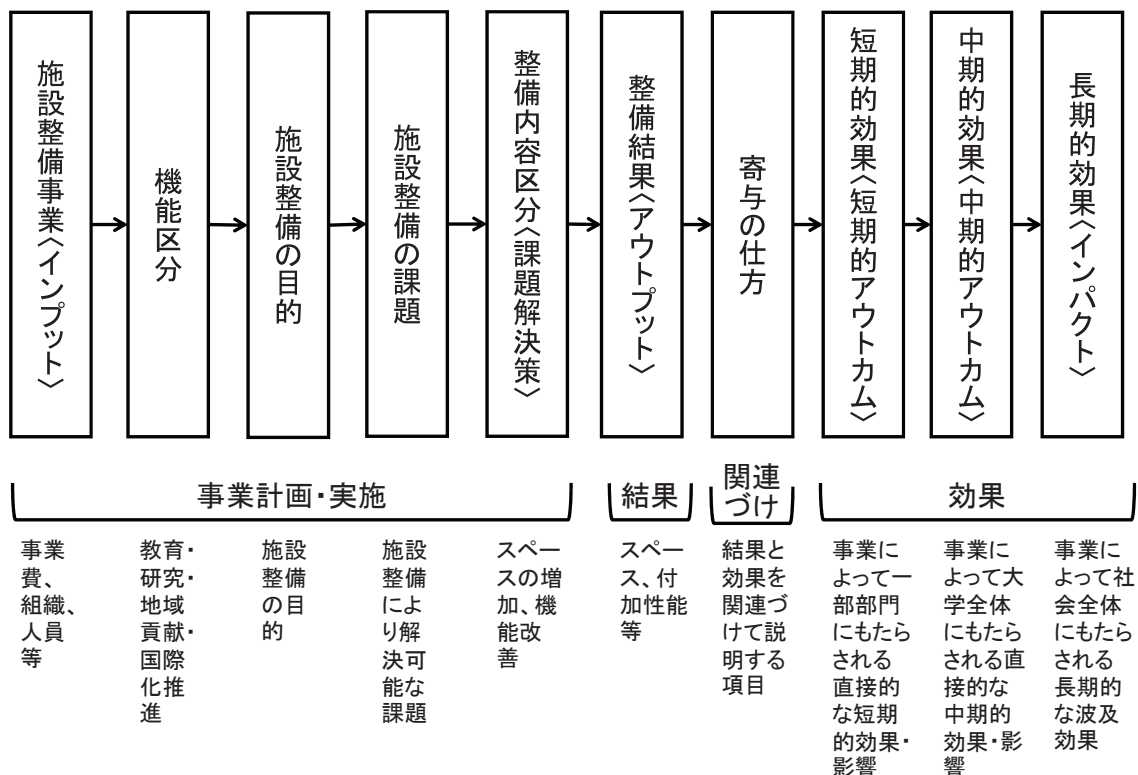 施設整備事業〈インプット〉
機能区分
施設整備の目的
施設整備の課題
整備内容区分〈課題解決策〉
整備結果〈アウトプット〉
寄与の仕方
短期的効果〈短期的アウトカム〉
中期的効果〈中期的アウトカム〉
長期的効果〈インパクト〉
事業計画・実施
結果
関連
づけ
効果
事業
費、
組織、
人員
等
教育・
研究・
地域
貢献・
国際
化推
進
施設
整備
の目
的
施設
整備
によ
り解
決可
能な
課題
スペー
スの増
加、機
能改
善
スペー
ス、付
加性能
等
結果と
効果を
関連づ
けて説
明する
項目
事業に
よって一
部部門
にもたら
される
直接的
な短期
的効果・
影響
事業に
よって大
学全体
にもたら
される直
接的な
中期的
効果・影
響
事業に
よって社
会全体
にもたら
される
長期的
な波及
効果